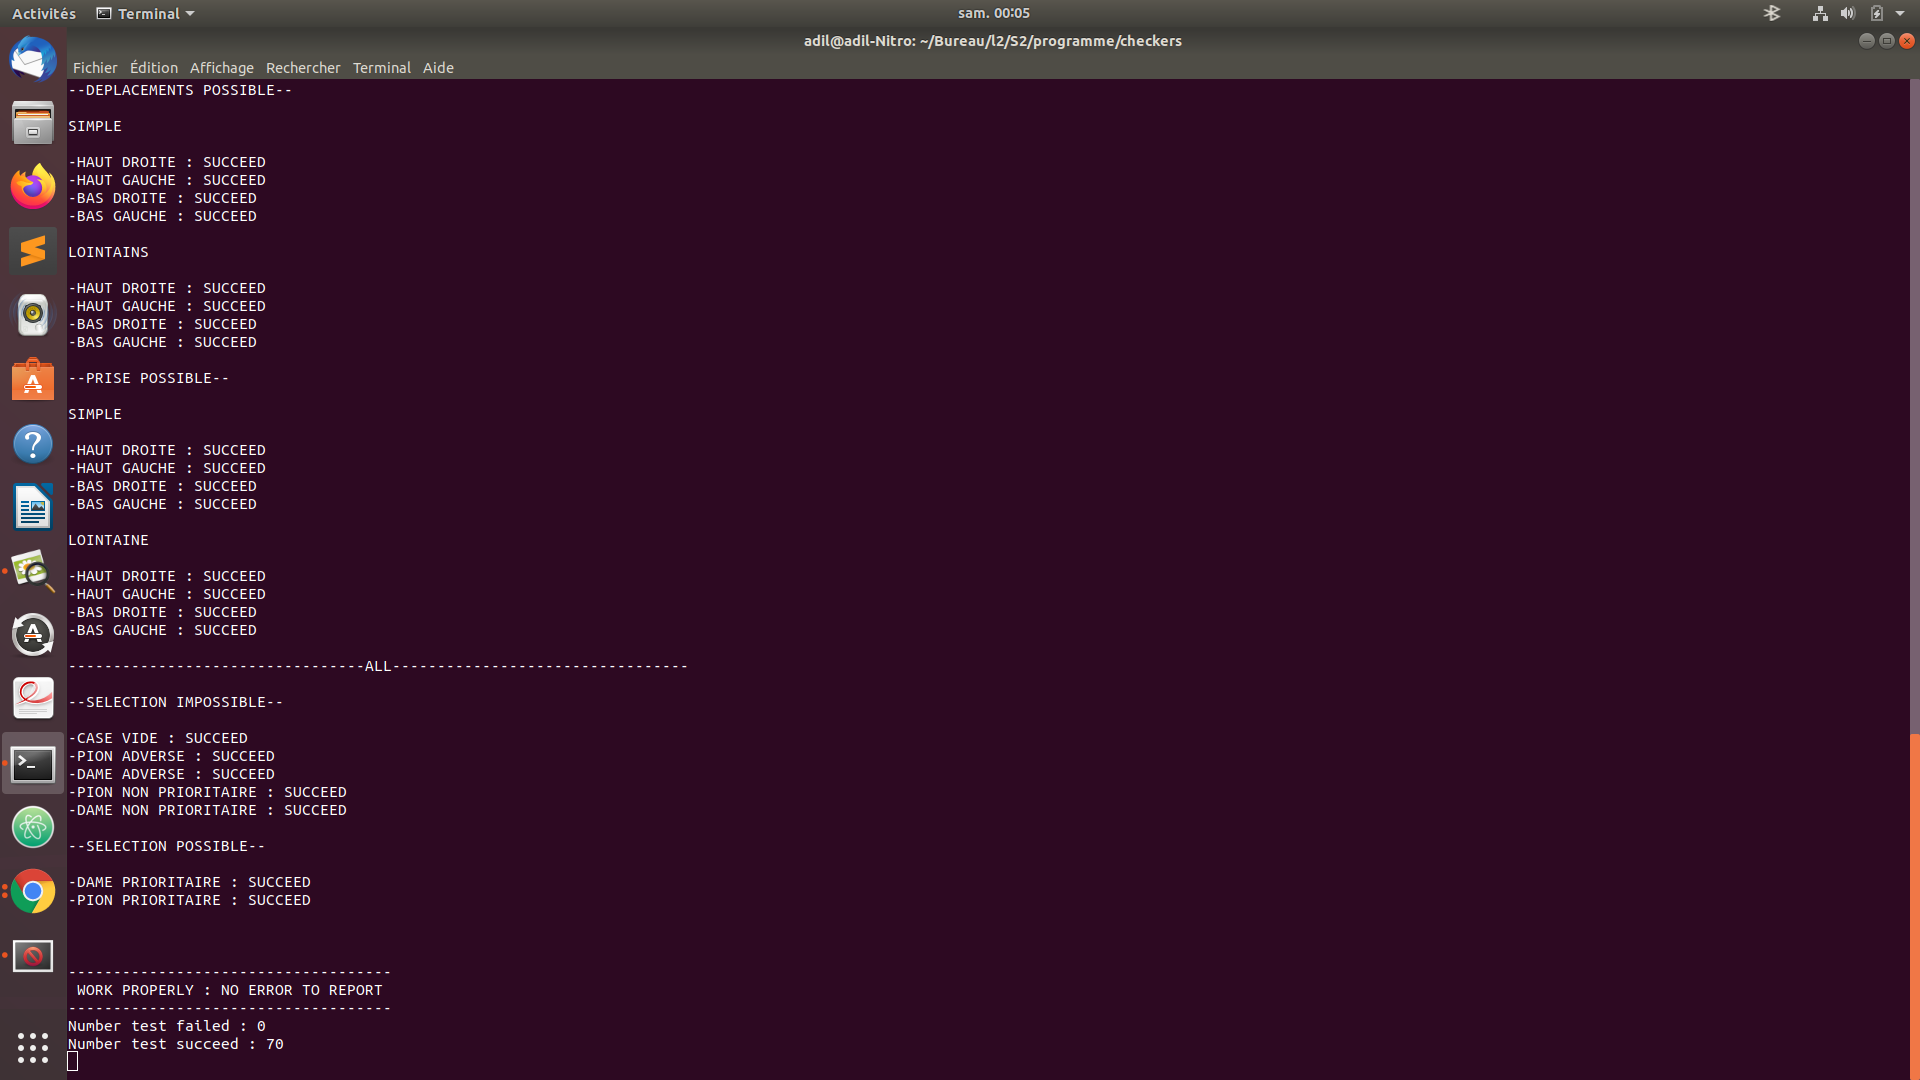 Activités Terminal sam. 00:05
adil@adil-Nitro: ~/Bureau/l2/S2/programme/checkers
Fichier Édition Affichage Rechercher Terminal Aide
--DEPLACEMENTS POSSIBLE--
SIMPLE
-HAUT DROITE : SUCCEED
-HAUT GAUCHE : SUCCEED
-BAS DROITE : SUCCEED
-BAS GAUCHE : SUCCEED
LOINTAINS
-HAUT DROITE : SUCCEED
-HAUT GAUCHE : SUCCEED
-BAS DROITE : SUCCEED
-BAS GAUCHE : SUCCEED
--PRISE POSSIBLE--
SIMPLE
-HAUT DROITE : SUCCEED
-HAUT GAUCHE : SUCCEED
-BAS DROITE : SUCCEED
-BAS GAUCHE : SUCCEED
LOINTAINE
-HAUT DROITE : SUCCEED
-HAUT GAUCHE : SUCCEED
-BAS DROITE : SUCCEED
-BAS GAUCHE : SUCCEED
---------------------------------ALL---------------------------------
--SELECTION IMPOSSIBLE--
-CASE VIDE : SUCCEED
-PION ADVERSE : SUCCEED
-DAME ADVERSE : SUCCEED
-PION NON PRIORITAIRE : SUCCEED
-DAME NON PRIORITAIRE : SUCCEED
--SELECTION POSSIBLE--
-DAME PRIORITAIRE : SUCCEED
-PION PRIORITAIRE : SUCCEED
------------------------------------
WORK PROPERLY : NO ERROR TO REPORT
------------------------------------
Number test failed : 0
Number test succeed : 70